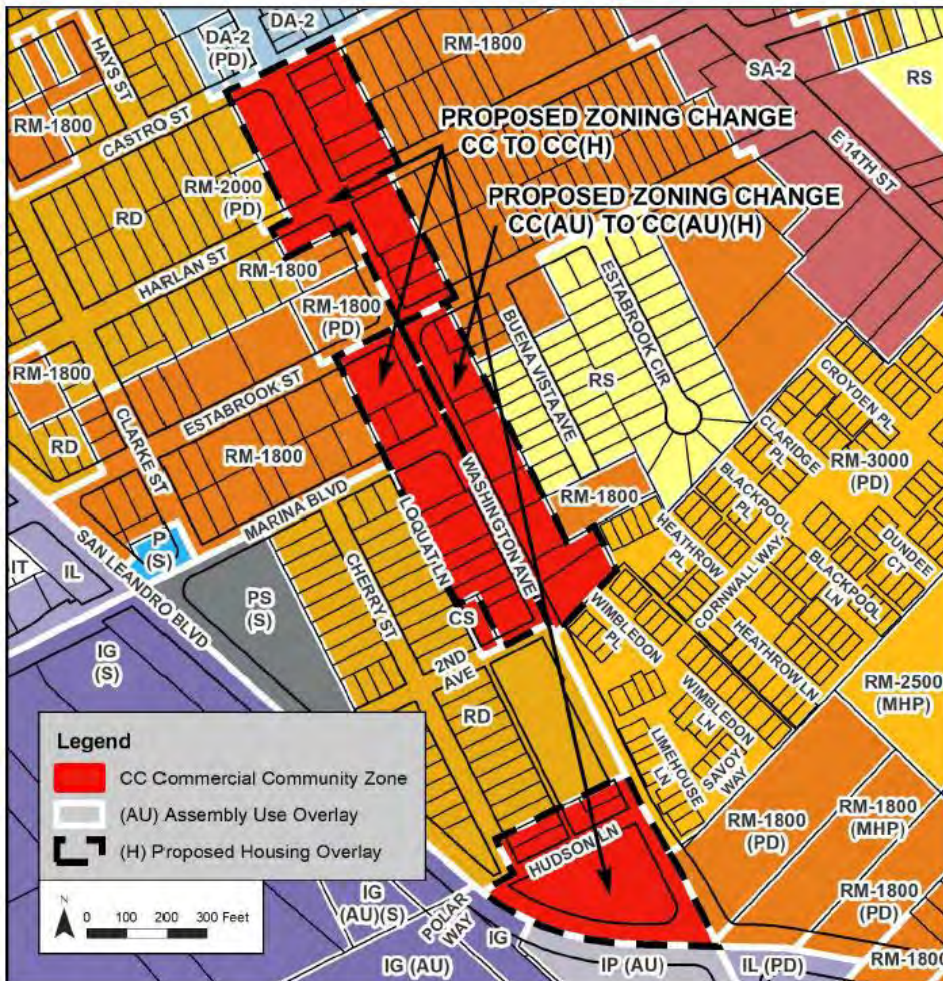 DA-2
DA-2
(PD)
RM-1800
HAYS ST
RM-1800
CASTRO ST
SA-2
RS
E 14TH ST
PROPOSED ZONING CHANGE
CC TO CC(H)
RM-2000
(PD)
RD
PROPOSED ZONING CHANGE
CC(AU) TO CC(AU)(H)
HARLAN ST
RM-1800
RM-1800
(PD)
ESTABROOK CIR
BUENA VISTA AVE
RS
RM-1800
CLARKE ST
ESTABROOK ST
RD
RM-1800
CROYDEN PL
CLARIDGE
PL
RM-3000
(PD)
BLACKPOOL
PL
WASHINGTON AVE
RM-1800
MARINA BLVD
LOQUAT LN
HEATHROW
PL
CORNWALL WAY
BLACKPOOL
LN
DUNDEE
CT
P
(S)
IT
IL
SAN LEANDRO BLVD
PS
(S)
CHERRY ST
CS
WIMBLEDON
PL
HEATHROW LN
IG
(S)
2ND
AVE
RD
WIMBLEDON
LN
RM-2500
(MHP)
LIMEHOUSE
LN
SAVOY
WAY
Legend
CC Commercial Community Zone
(AU) Assembly Use Overlay
(H) Proposed Housing Overlay
RM-1800
(PD)
RM-1800
(MHP)
HUDSON LN
RM-1800
(PD)
N
0 100 200 300 Feet
IG
(AU)(S)
POLAR
WAY
IG
IG (AU)
IP (AU)
IL (PD)
RM-1800